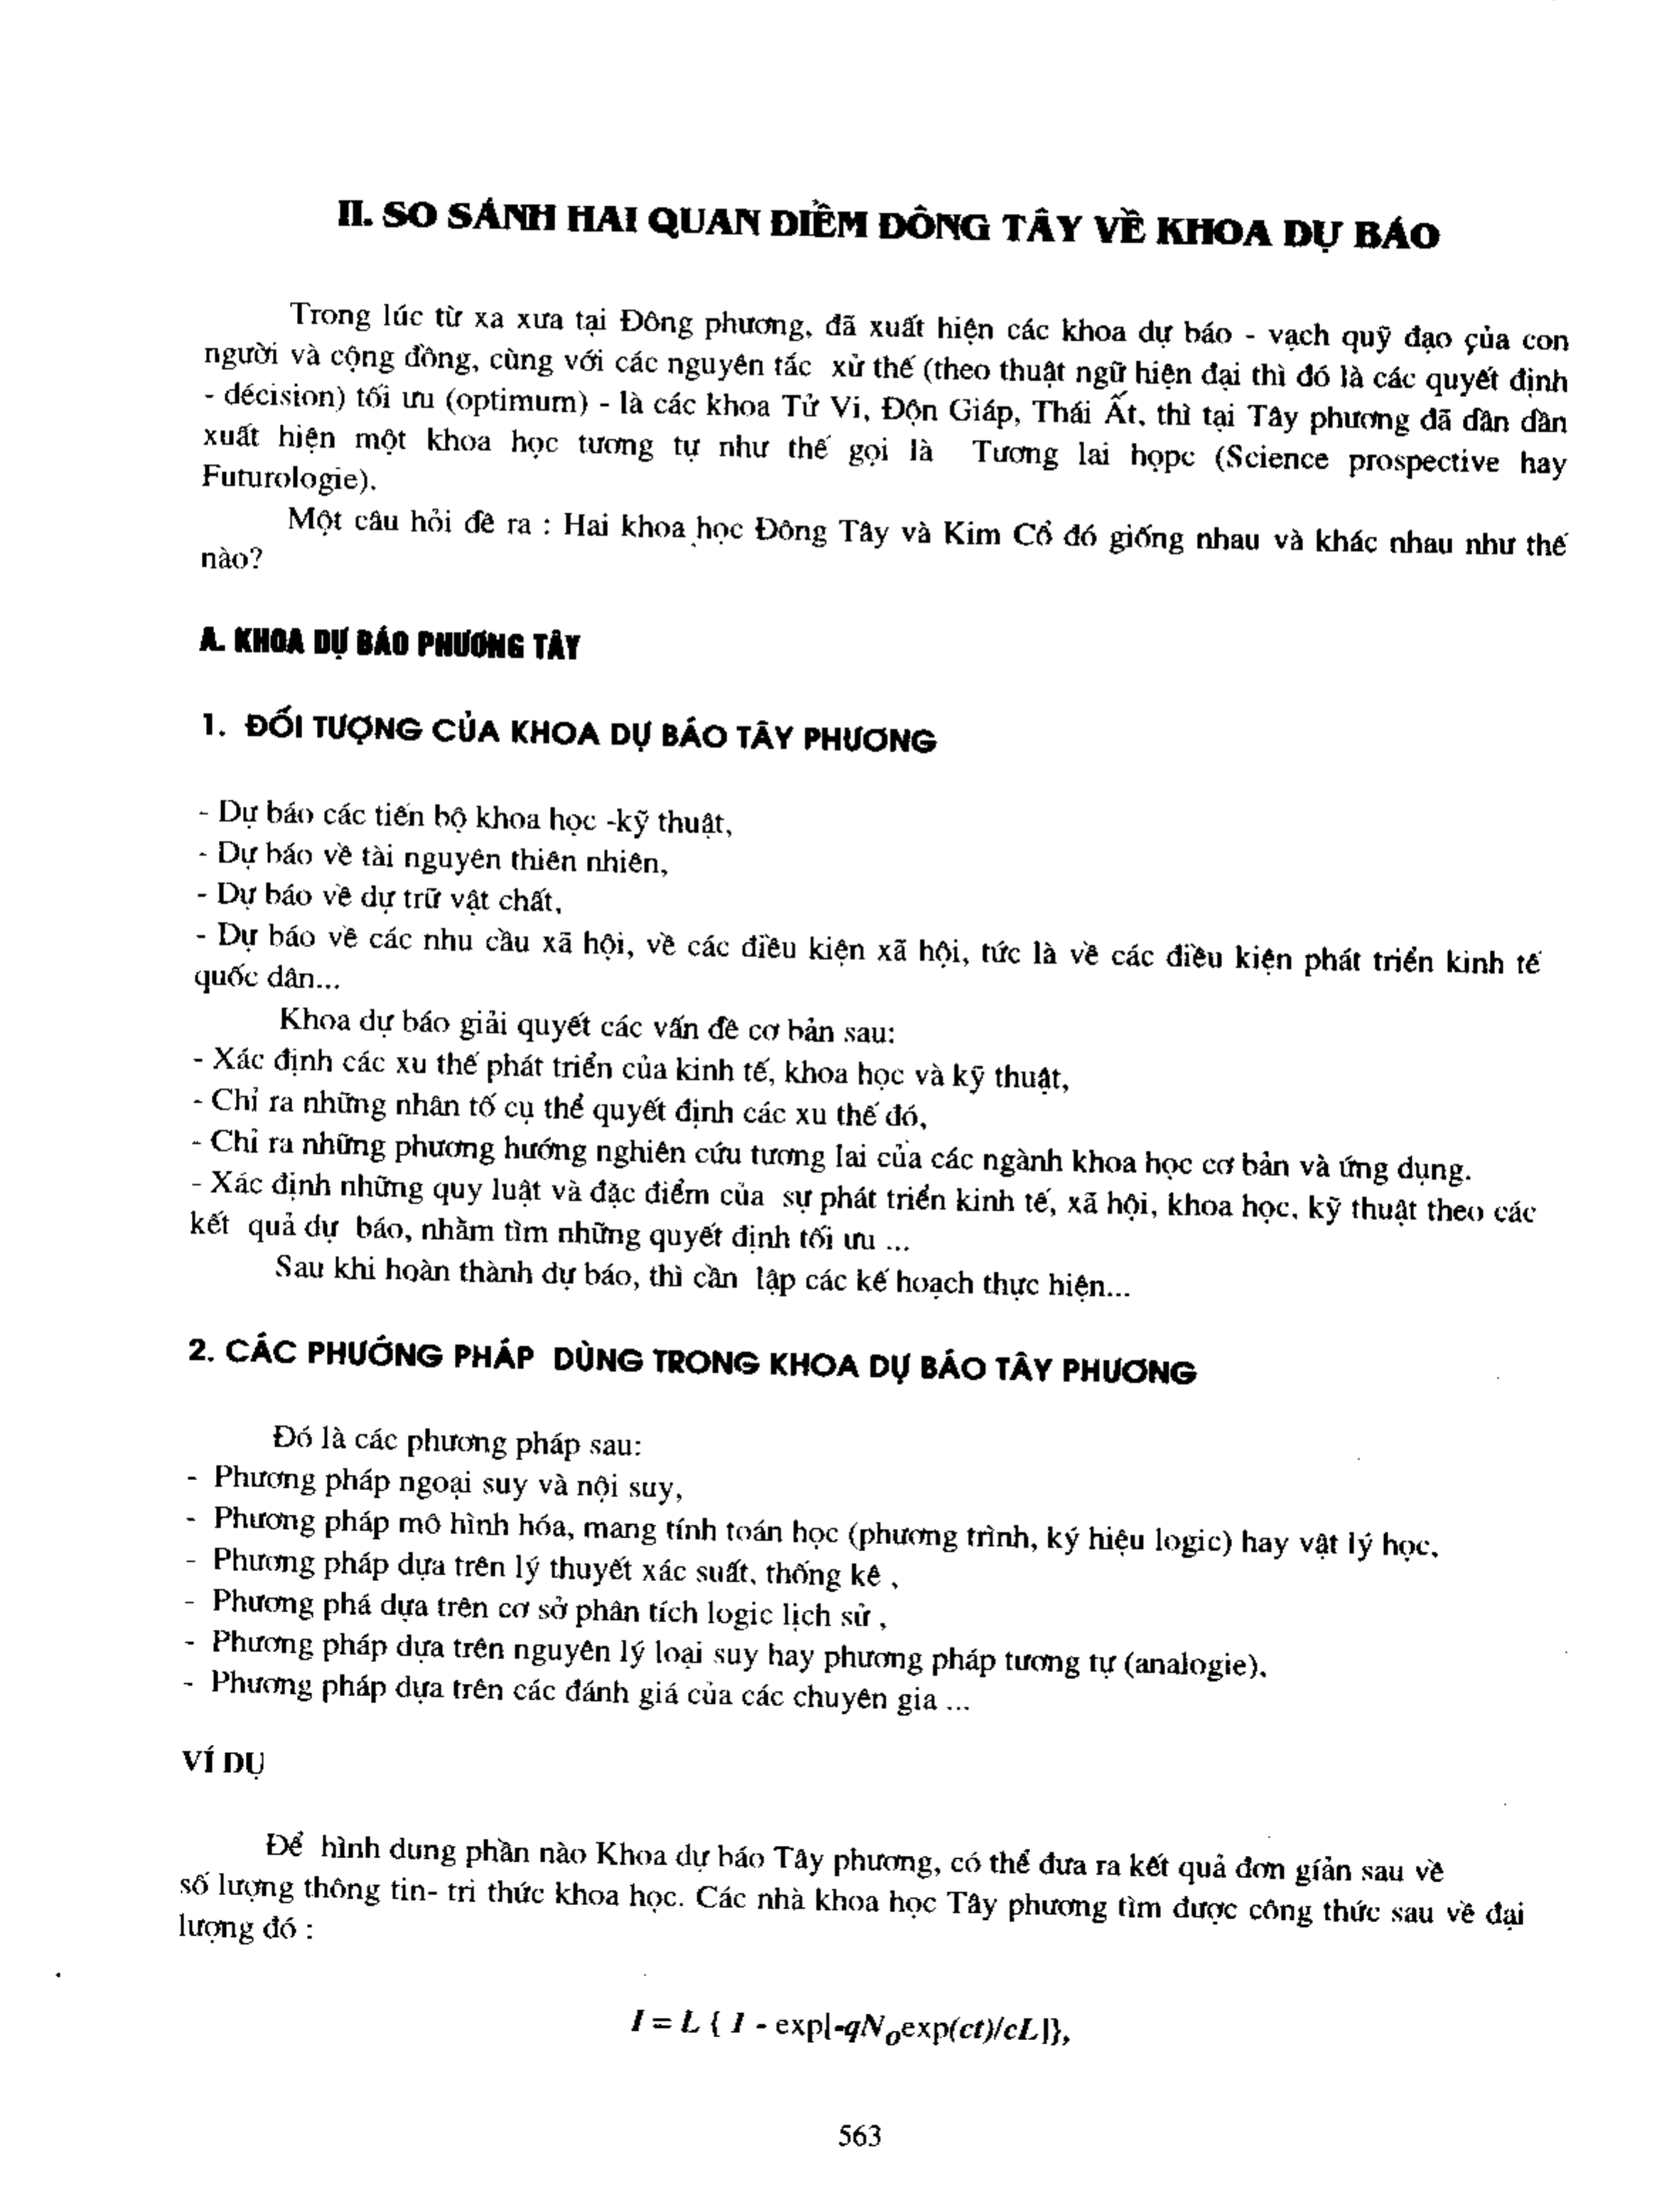 II. SO SÁNH HAI QUAN ĐIỀM ĐÔNG TÂY VỀ KHOA DỰ BÁO
Trong lúc từ xa xưa tại Đông phương, đã xuất hiện các khoa dự báo - vạch quỹ đạo của con
người và cộng đồng, cùng với các nguyên tắc xử thế (theo thuật ngữ hiện đại thì đó là các quyết định
- décision) tối ưu (optimum) - là các khoa Tử Vi, Độn Giáp, Thái Ất, thì tại Tây phương đã dần dần
xuất hiện một khoa học tương tự như thế gọi là Tương lai họpc (Science prospective hay
Futurologie).
Một câu hỏi đề ra : Hai khoa học Đông Tây và Kim Cổ đó giống nhau và khác nhau như thế
nào?
A. KHOA DỰ BÁO PHƯƠNG TÂY
1. ĐỐI TƯỢNG CỦA KHOA DỰ BÁO TÂY PHƯƠNG
- Dự báo các tiến bộ khoa học -kỹ thuật,
- Dự báo về tài nguyên thiên nhiên,
- Dự báo về dự trữ vật chất,
- Dự báo về các nhu cầu xã hội, về các điều kiện xã hội, tức là về các điều kiện phát triển kinh tế
quốc dân...
Khoa dự báo giải quyết các vấn đề cơ bản sau:
- Xác định các xu thế phát triển của kinh tế, khoa học và kỹ thuật,
- Chỉ ra những nhân tố cụ thể quyết định các xu thế đó,
- Chỉ ra những phương hướng nghiên cứu tương lai của các ngành khoa học cơ bản và ứng dụng.
- Xác định những quy luật và đặc điểm của sự phát triển kinh tế, xã hội, khoa học, kỹ thuật theo các
kết quả dự báo, nhằm tìm những quyết định tối ưu ...
Sau khi hoàn thành dự báo, thì cần lập các kế hoạch thực hiện...
2. CÁC PHƯỚNG PHÁP DÙNG TRONG KHOA DỰ BÁO TÂY PHƯƠNG
Đó là các phương pháp sau:
- Phương pháp ngoại suy và nội suy,
- Phương pháp mô hình hóa, mang tính toán học (phương trình, ký hiệu logic) hay vật lý học,
- Phương pháp dựa trên lý thuyết xác suất, thống kê ,
- Phương phá dựa trên cơ sở phân tích logic lịch sử ,
- Phương pháp dựa trên nguyên lý loại suy hay phương pháp tương tự (analogie),
- Phương pháp dựa trên các đánh giá của các chuyên gia ...
VÍ DỤ
Để hình dung phần nào Khoa dự báo Tây phương, có thể đưa ra kết quả đơn gíản sau về
số lượng thông tin- tri thức khoa học. Các nhà khoa học Tây phương tìm được công thức sau về đại
lượng đó :
I = L { 1 - exp[-qN₀exp(ct)/cL]},
563